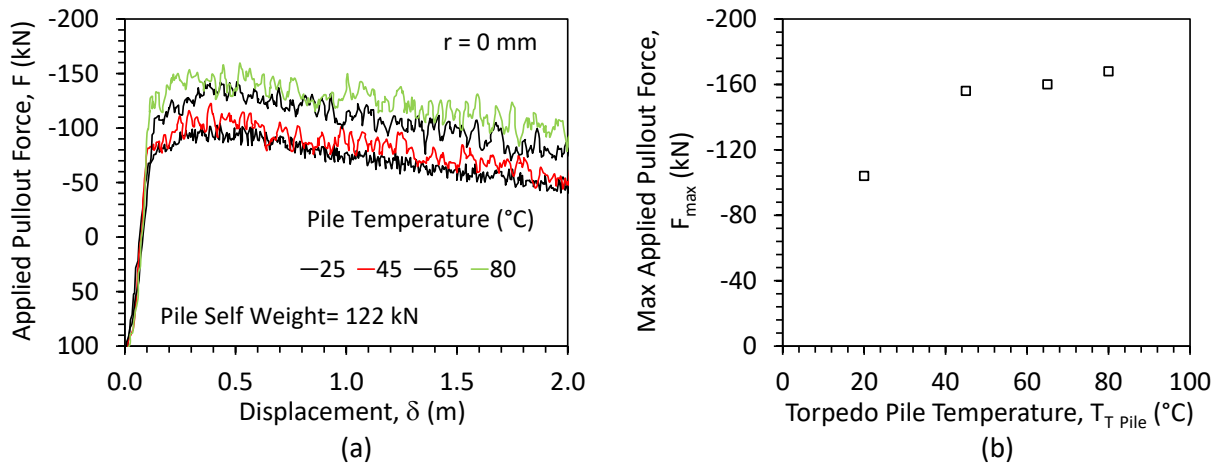 -200
-150
-100
-50
0
50
100
Applied Pullout Force, F (kN)
r = 0 mm
Pile Temperature (°C)
25 45 65 80
Pile Self Weight= 122 kN
0.0 0.5 1.0 1.5 2.0
Displacement, δ (m)
(a)
-200
-160
-120
-80
-40
0
Max Applied Pullout Force,
Fmax (kN)
0 20 40 60 80 100
Torpedo Pile Temperature, TT Pile (°C)
(b)